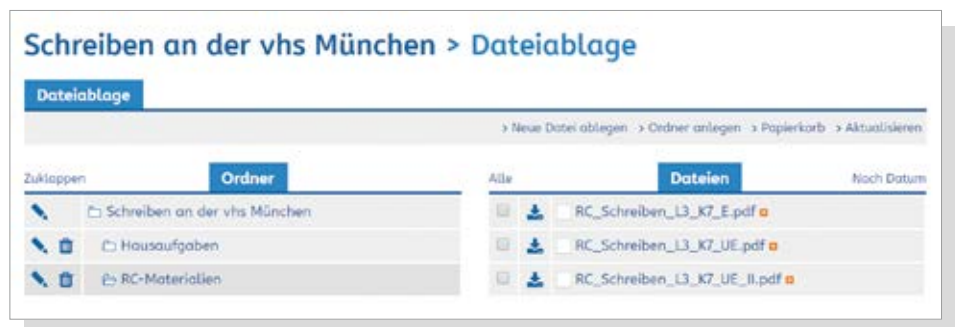 Schreiben an der vhs München > Dateiablage
Dateiablage
> Neue Datei ablegen > Ordner anlegen > Papierkorb > Aktualisieren
Zuklappen Ordner
Schreiben an der vhs München
Hausaufgaben
RC-Materialien
Alle Dateien Nach Datum
RC_Schreiben_L3_K7_E.pdf
RC_Schreiben_L3_K7_UE.pdf
RC_Schreiben_L3_K7_UE_II.pdf